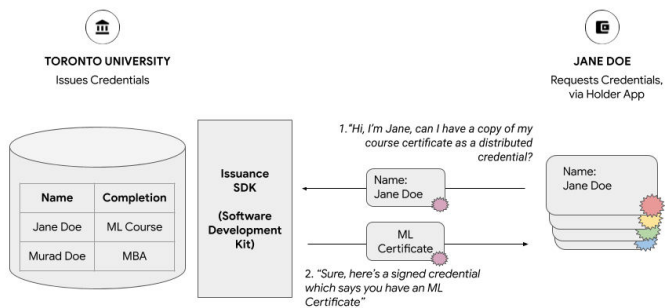 TORONTO UNIVERSITY
Issues Credentials
JANE DOE
Requests Credentials,
via Holder App
1."Hi, I'm Jane, can I have a copy of my
course certificate as a distributed
credential?
Name Completion
Jane Doe ML Course
Murad Doe MBA
Issuance
SDK
(Software
Development
Kit)
Name:
Jane Doe
ML
Certificate
Name:
Jane Doe
2. “Sure, here's a signed credential
which says you have an ML
Certificate”